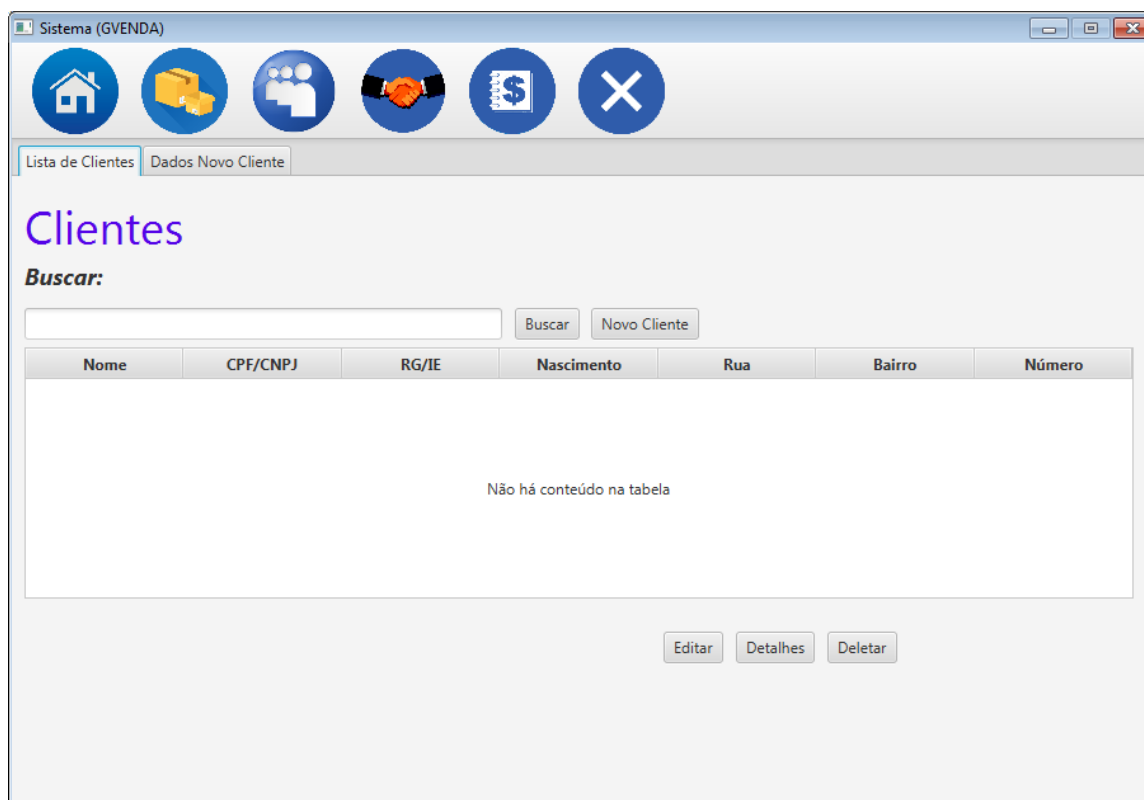 Sistema (GVENDA)
$
Lista de Clientes Dados Novo Cliente
Clientes
Buscar:
Buscar Novo Cliente
Nome CPF/CNPJ RG/IE Nascimento Rua Bairro Número
Não há conteúdo na tabela
Editar Detalhes Deletar